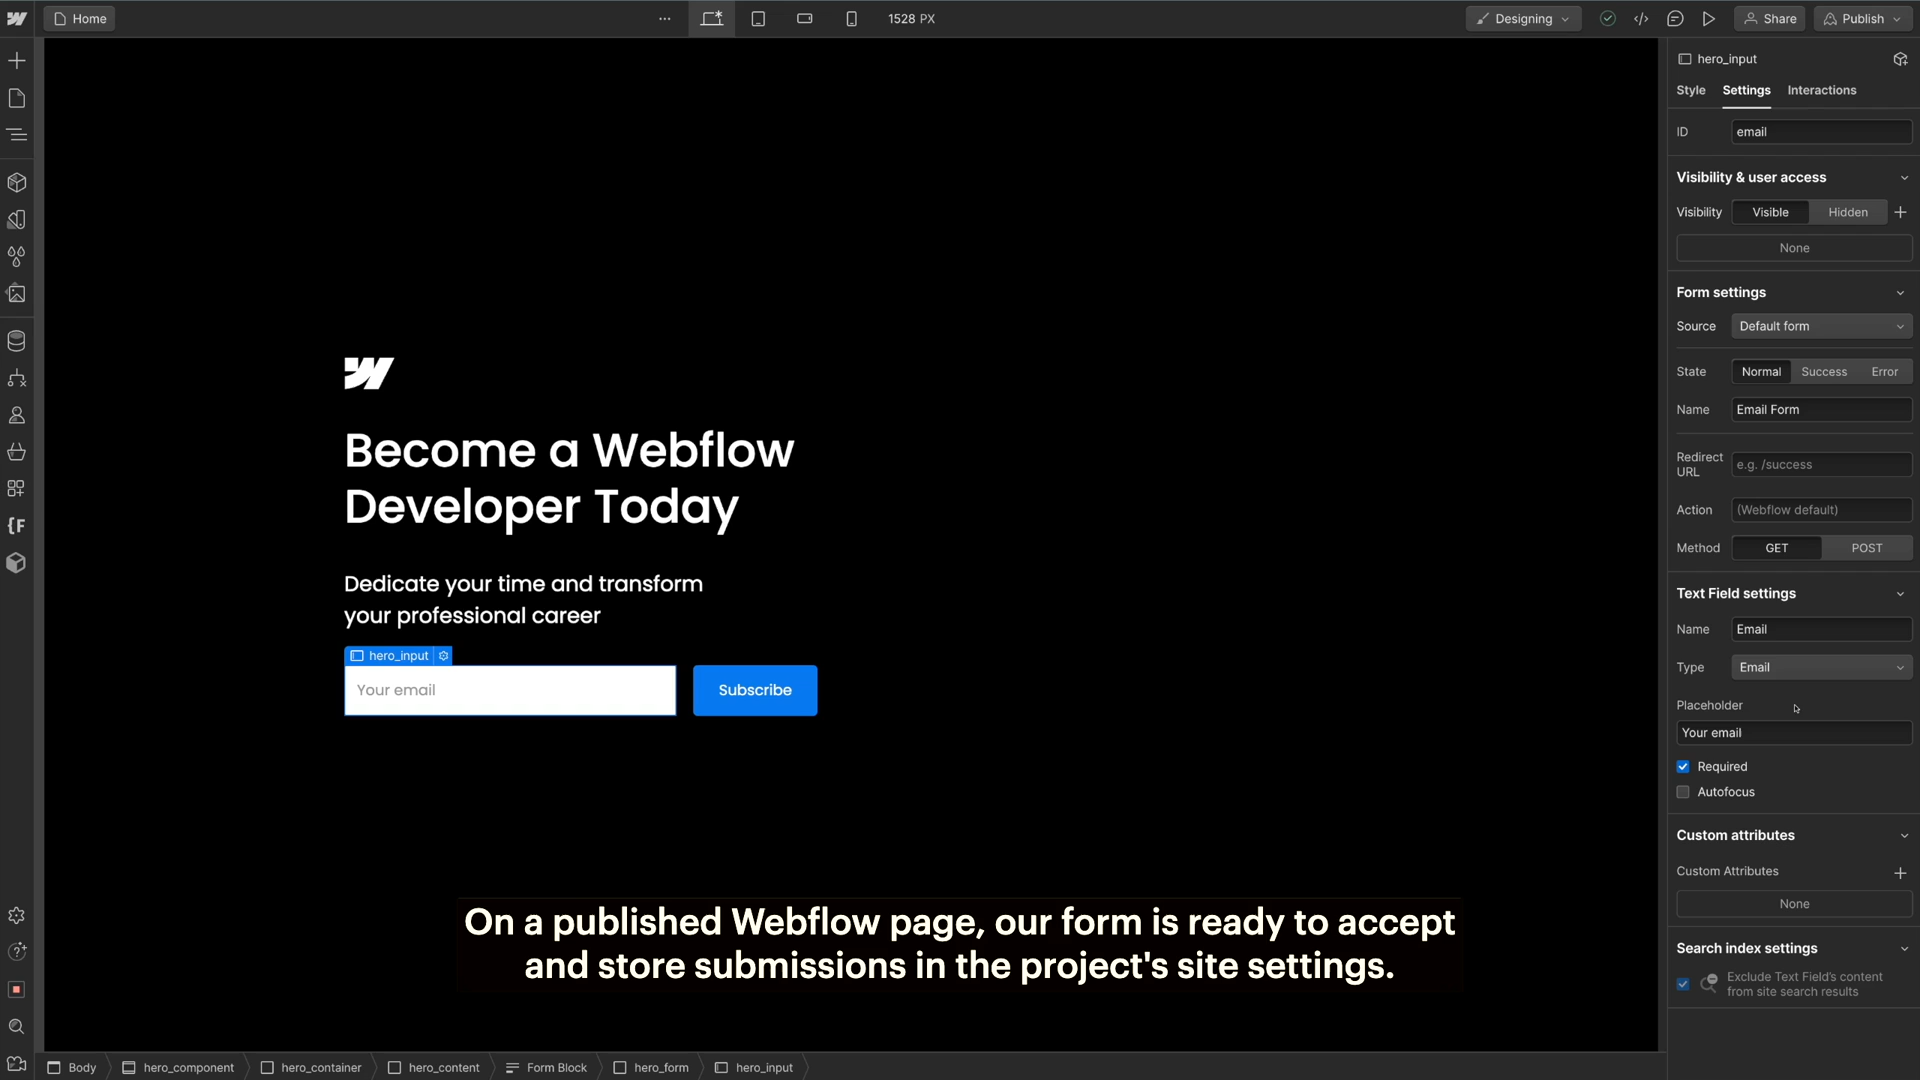 Home
1528 PX
Designing
Share
Publish
hero_input
Style Settings Interactions
ID email
Visibility & user access
Visibility Visible Hidden
None
Form settings
Source Default form
State Normal Success Error
Name Email Form
Redirect URL e.g. /success
Action (Webflow default)
Method GET POST
Text Field settings
Name Email
Type Email
Placeholder
Your email
Required
Autofocus
Custom attributes
Custom Attributes
None
Search index settings
Exclude Text Field's content
from site search results
Become a Webflow
Developer Today
Dedicate your time and transform
your professional career
hero_input
Your email
Subscribe
On a published Webflow page, our form is ready to accept
and store submissions in the project's site settings.
Body hero_component hero_container hero_content Form Block hero_form hero_input